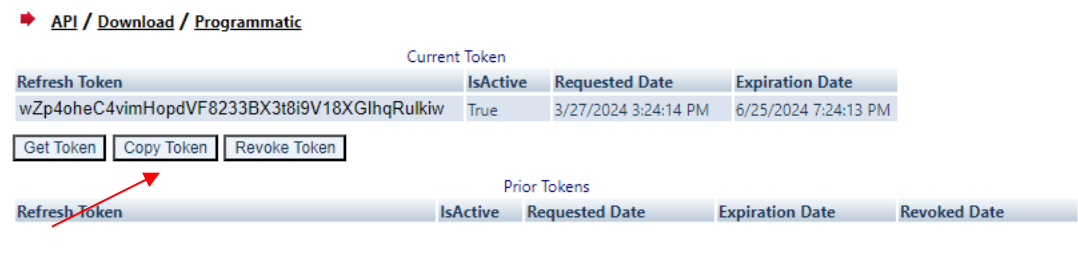 API / Download / Programmatic
Current Token
Refresh Token IsActive Requested Date Expiration Date
wZp4oheC4vimHopdVF8233BX3t8i9V18XGlhqRulkiw True 3/27/2024 3:24:14 PM 6/25/2024 7:24:13 PM
Get Token Copy Token Revoke Token
Prior Tokens
Refresh Token IsActive Requested Date Expiration Date Revoked Date